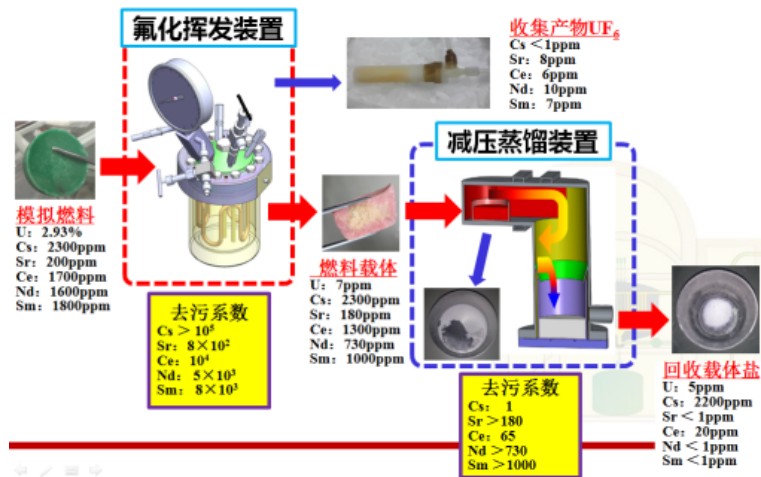 氟化挥发装置
收集产物UF6
Cs <1ppm
Sr: 8ppm
Ce: 6ppm
Nd: 10ppm
Sm: 7ppm
减压蒸馏装置
模拟燃料
U: 2.93%
Cs: 2300ppm
Sr: 200ppm
Ce: 1700ppm
Nd: 1600ppm
Sm: 1800ppm
燃料载体
U: 7ppm
Cs: 2300ppm
Sr: 180ppm
Ce: 1300ppm
Nd: 730ppm
Sm: 1000ppm
去污系数
Cs > 10⁵
Sr: 8×10²
Ce: 10⁴
Nd: 5×10³
Sm: 8×10³
去污系数
Cs: 1
Sr >180
Ce: 65
Nd >730
Sm >1000
回收载体盐
U: 5ppm
Cs: 2200ppm
Sr < 1ppm
Ce: 20ppm
Nd < 1ppm
Sm <1ppm